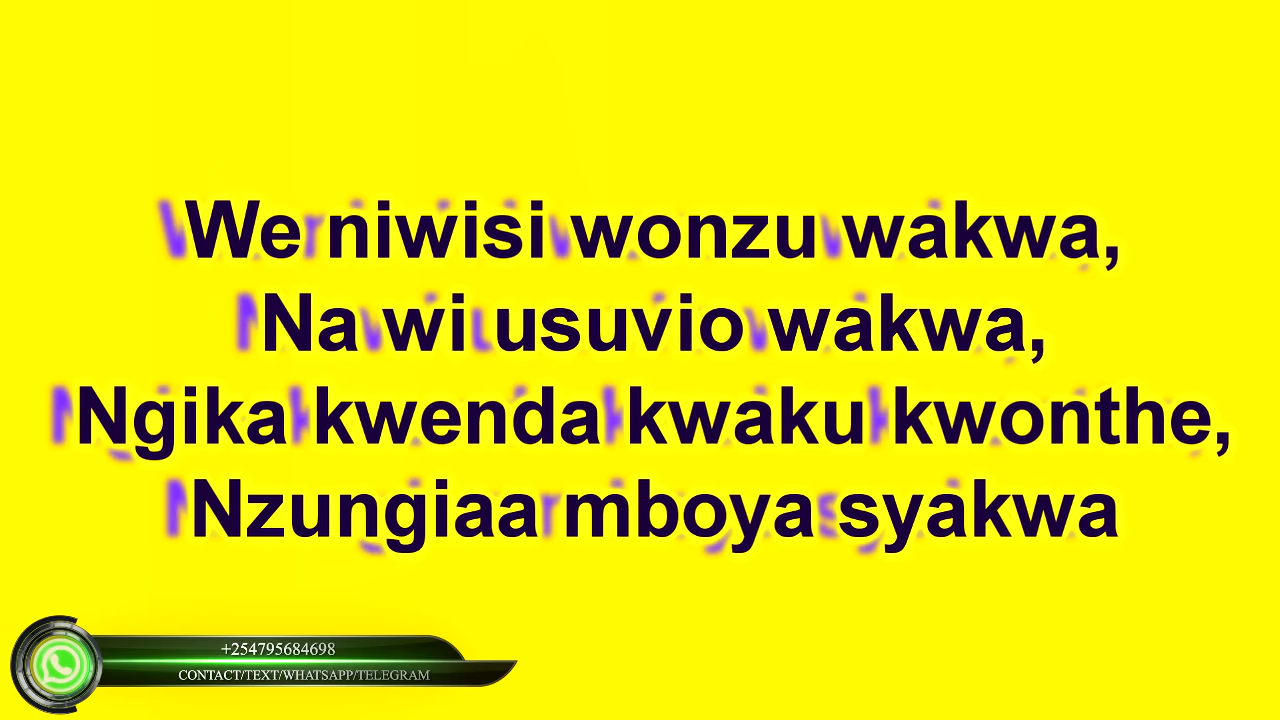 We niwisi wonzu wakwa,
Na wi usuvio wakwa,
Ngika kwenda kwaku kwonthe,
Nzungiaa mboya syakwa
+254795684698
CONTACT/TEXT/WHATSAPP/TELEGRAM